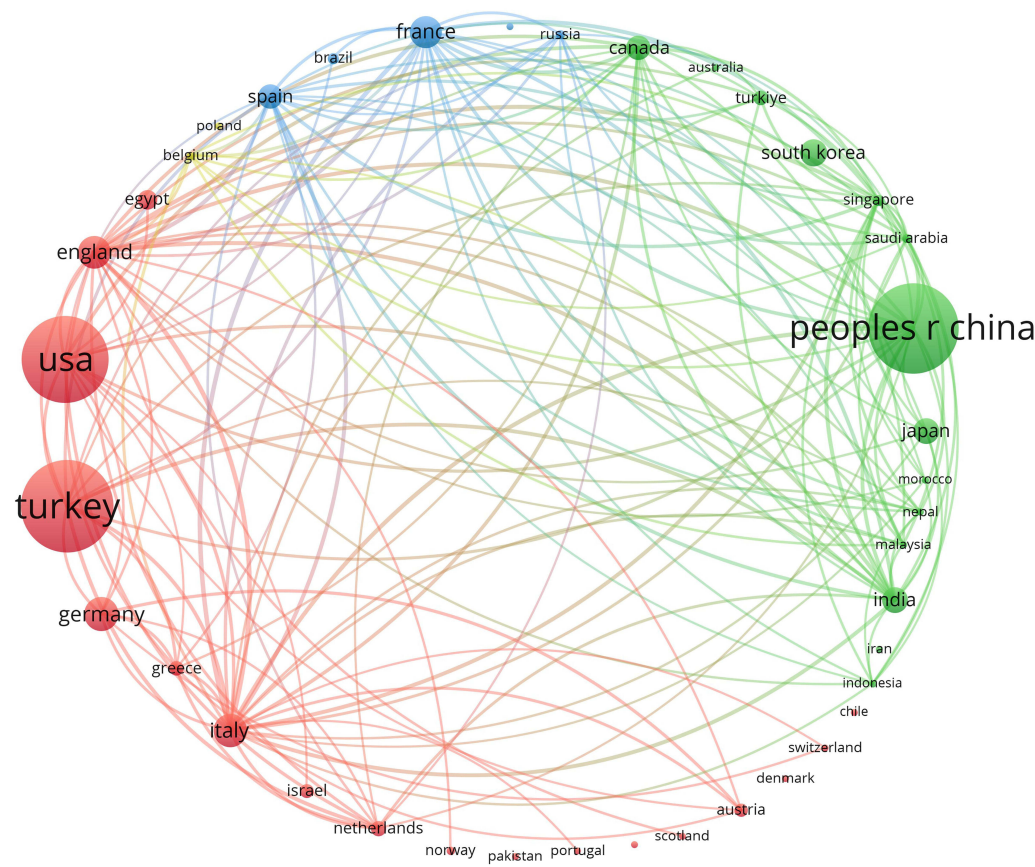 france
russia
canada
brazil
australia
spain
turkiye
poland
belgium
south korea
egypt
singapore
saudi arabia
england
peoples r china
usa
japan
morocco
turkey
nepal
malaysia
india
germany
iran
greece
indonesia
chile
italy
switzerland
denmark
israel
austria
netherlands
scotland
norway
pakistan
portugal